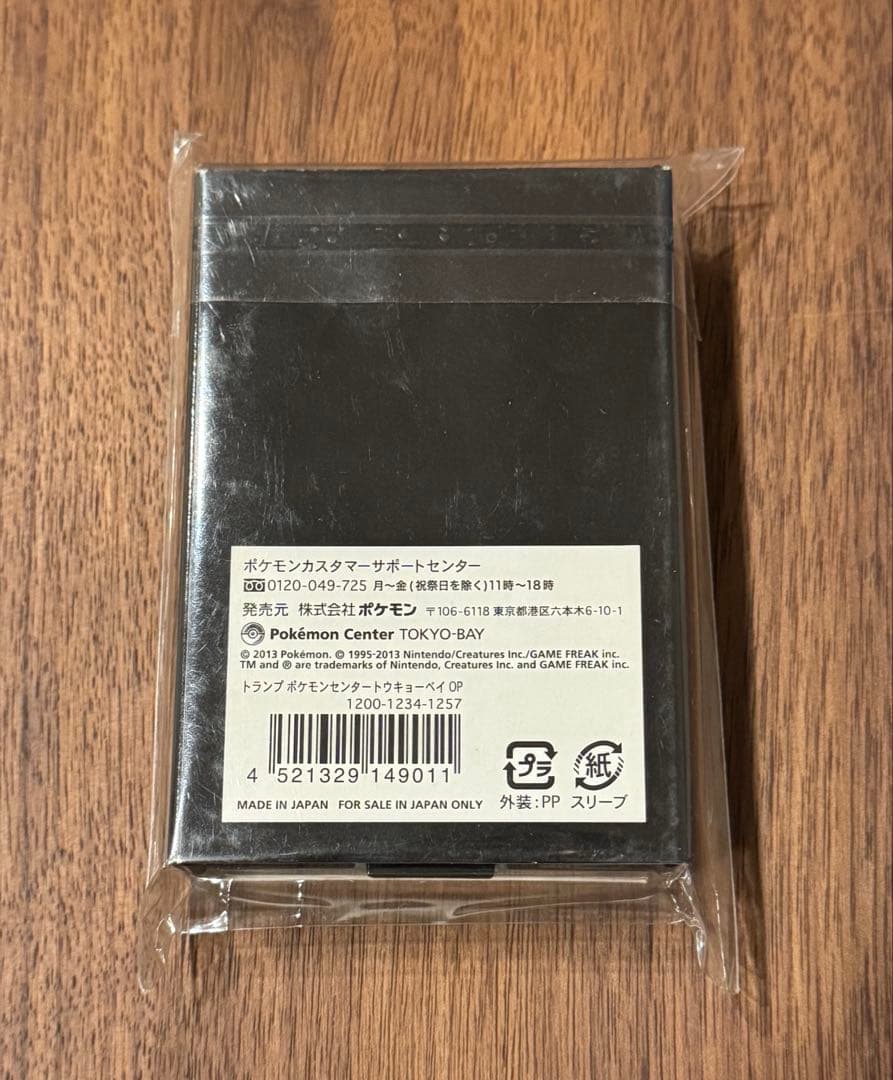 ポケモンカスタマーサポートセンター
0120-049-725 月～金(祝祭日を除く)11時～18時
発売元 株式会社ポケモン 〒106-6118 東京都港区六本木6-10-1
Pokémon Center TOKYO-BAY
© 2013 Pokémon. © 1995-2013 Nintendo/Creatures Inc./GAME FREAK inc.
TM and ® are trademarks of Nintendo, Creatures Inc. and GAME FREAK inc.
トランプ ポケモンセンタートウキョーベイ OP
1200-1234-1257
4 521329 149011
プラ 紙
外装:PP スリーブ
MADE IN JAPAN FOR SALE IN JAPAN ONLY